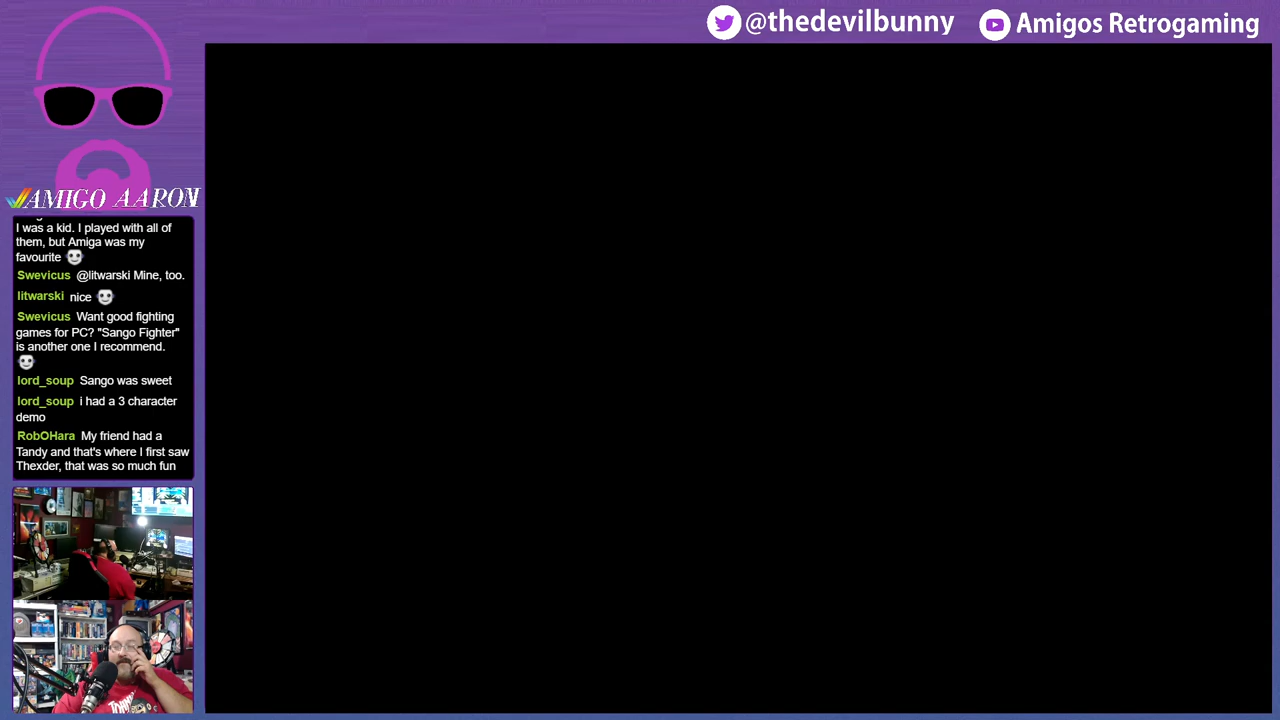 @thedevilbunny
Amigos Retrogaming
AMIGO AARON
I was a kid. I played with all of
them, but Amiga was my
favourite
Swevicus @litwarski Mine, too.
litwarski nice
Swevicus Want good fighting
games for PC? "Sango Fighter"
is another one I recommend.
lord_soup Sango was sweet
lord_soup i had a 3 character
demo
RobOHara My friend had a
Tandy and that's where I first saw
Thexder, that was so much fun